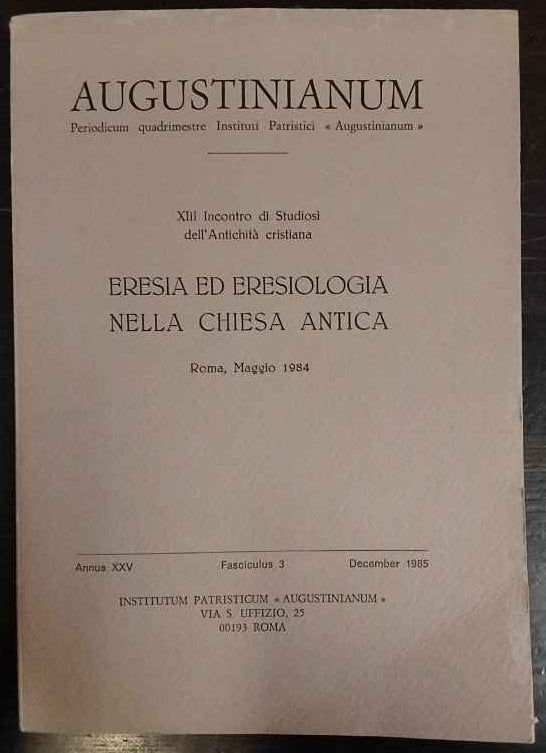 AUGUSTINIANUM
Periodicum quadrimestre Instituti Patristici « Augustinianum »
XIII Incontro di Studiosi
dell'Antichità cristiana
ERESIA ED ERESIOLOGIA
NELLA CHIESA ANTICA
Roma, Maggio 1984
Annus XXV Fasciculus 3 December 1985
INSTITUTUM PATRISTICUM « AUGUSTINIANUM »
VIA S. UFFIZIO, 25
00193 ROMA